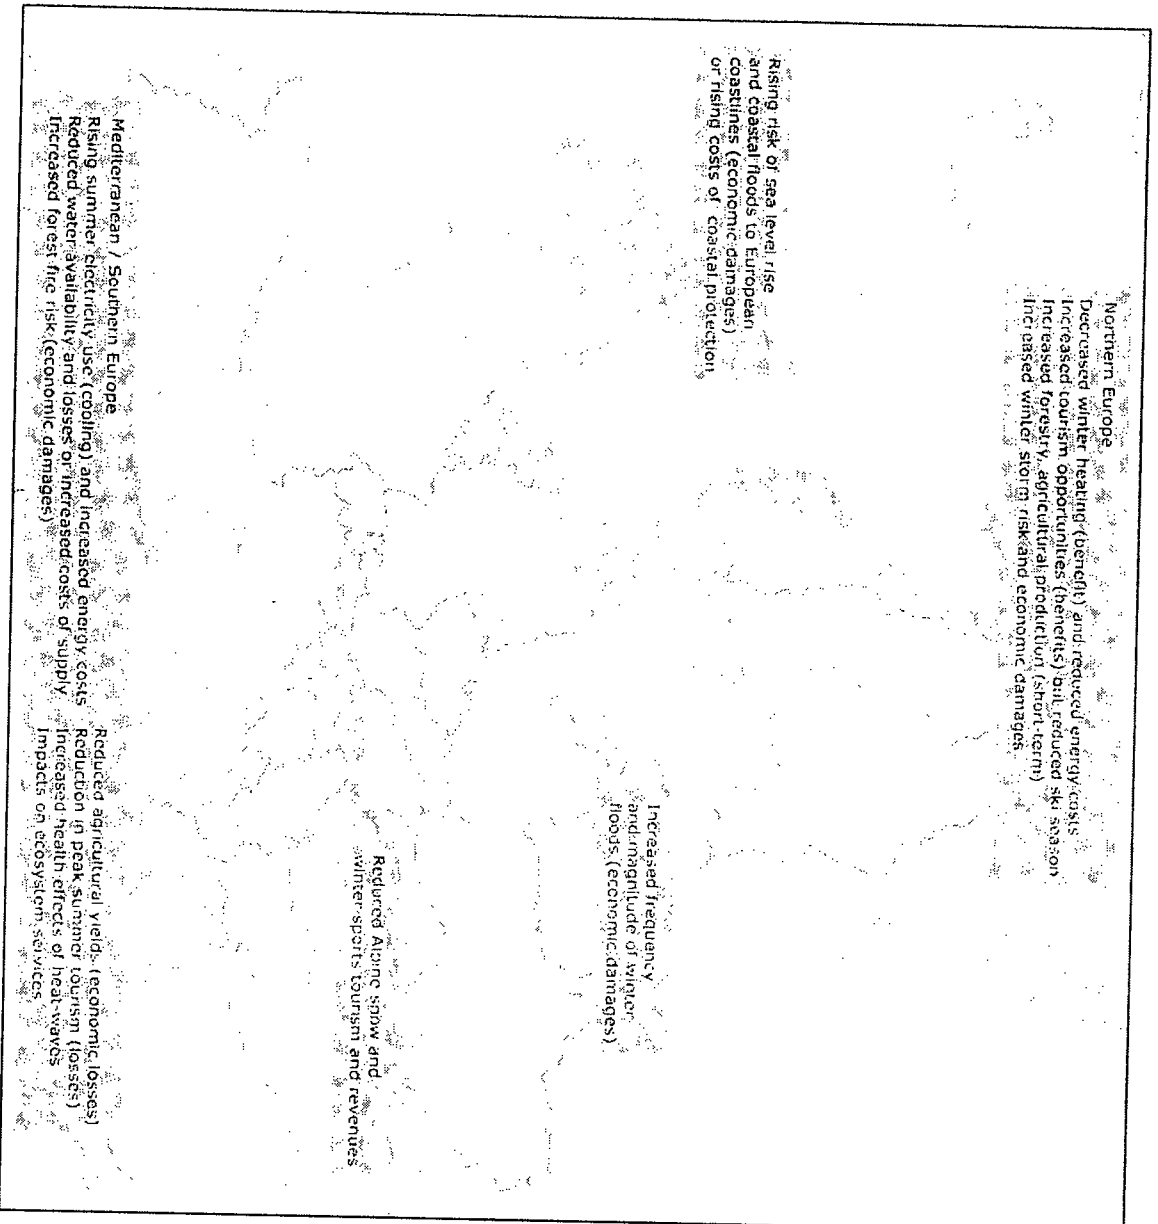 Northern Europe
Decreased winter heating (benefit) and reduced energy costs
Increased tourism opportunities (benefits) but reduced ski season
Increased forestry, agricultural production (short-term)
Increased winter storm risk and economic damages
Rising risk of sea level rise
and coastal floods to European
coastlines (economic damages)
or rising costs of coastal protection
Increased frequency
and magnitude of winter
floods (economic damages)
Reduced Alpine snow and
winter sports tourism and revenues
Mediterranean / Southern Europe
Rising summer electricity use (cooling) and increased energy costs
Reduced water availability and losses or increased costs of supply
Increased forest fire risk (economic damages)
Reduced agricultural yields (economic losses)
Reduction in peak summer tourism (losses)
Increased health effects of heat-waves
Impacts on ecosystem services